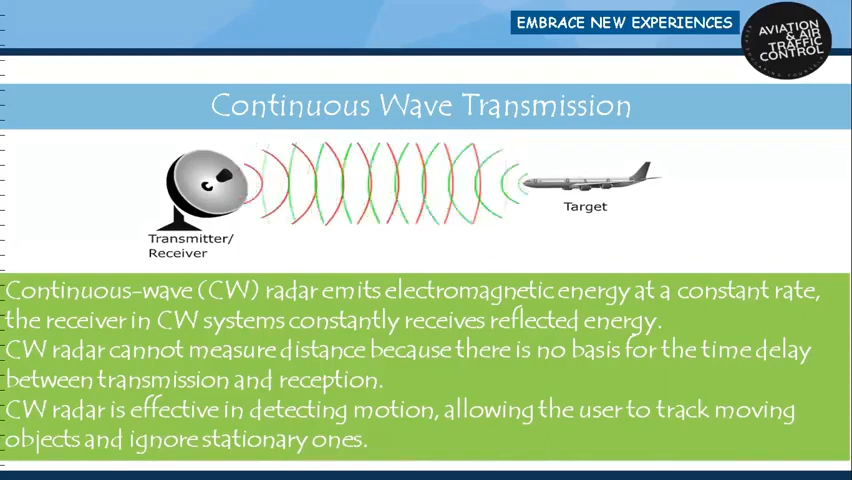 EMBRACE NEW EXPERIENCES
AVIATION
& AIR
TRAFFIC
CONTROL
Continuous Wave Transmission
Transmitter/
Receiver
Target
Continuous-wave (CW) radar emits electromagnetic energy at a constant rate,
the receiver in CW systems constantly receives reflected energy.
CW radar cannot measure distance because there is no basis for the time delay
between transmission and reception.
CW radar is effective in detecting motion, allowing the user to track moving
objects and ignore stationary ones.